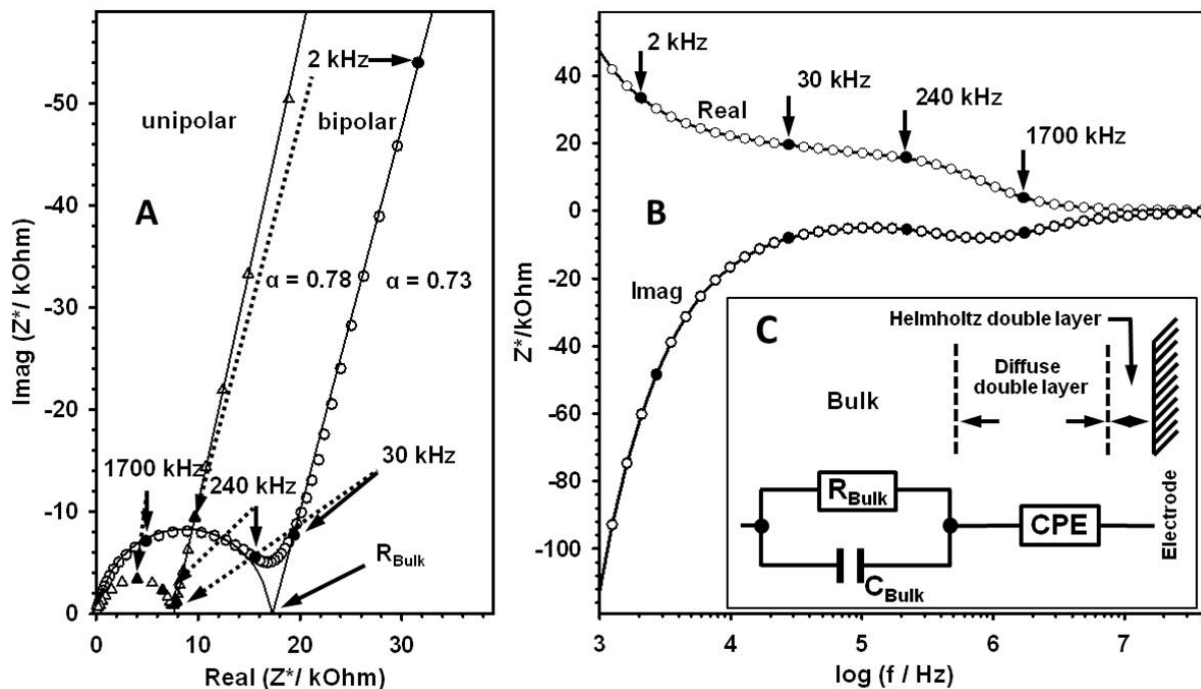 Imag (Z*/ kOhm)
-50
-40
-30
-20
-10
0
0
10
20
30
Real (Z*/ kOhm)
A
unipolar
bipolar
2 kHz
α = 0.78
α = 0.73
1700 kHz
240 kHz
30 kHz
RBulk
Z*/kOhm
40
20
0
-20
-40
-60
-80
-100
3
4
5
6
7
log (f / Hz)
B
2 kHz
30 kHz
240 kHz
1700 kHz
Real
Imag
C
Helmholtz double layer
Diffuse
double layer
Bulk
RBulk
CBulk
CPE
Electrode